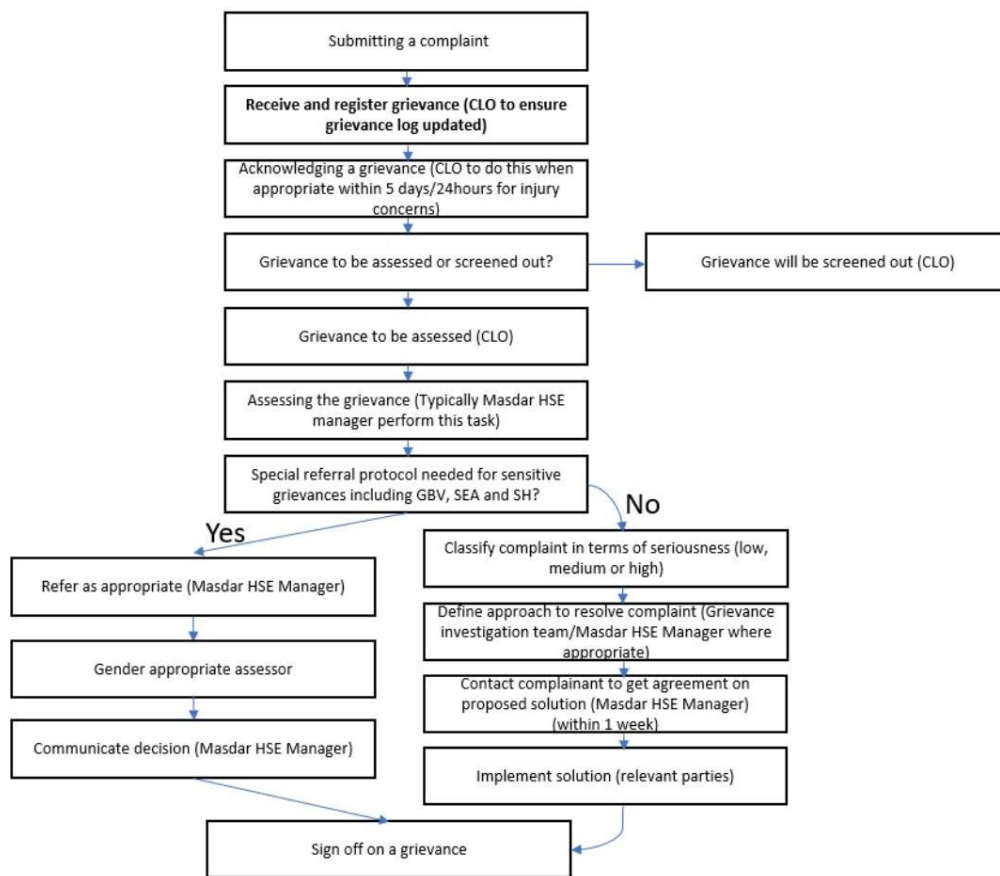 Submitting a complaint
Receive and register grievance (CLO to ensure
grievance log updated)
Acknowledging a grievance (CLO to do this when
appropriate within 5 days/24hours for injury
concerns)
Grievance to be assessed or screened out?
Grievance will be screened out (CLO)
Grievance to be assessed (CLO)
Assessing the grievance (Typically Masdar HSE
manager perform this task)
Special referral protocol needed for sensitive
grievances including GBV, SEA and SH?
Yes
No
Refer as appropriate (Masdar HSE Manager)
Gender appropriate assessor
Communicate decision (Masdar HSE Manager)
Classify complaint in terms of seriousness (low,
medium or high)
Define approach to resolve complaint (Grievance
investigation team/Masdar HSE Manager where
appropriate)
Contact complainant to get agreement on
proposed solution (Masdar HSE Manager)
(within 1 week)
Implement solution (relevant parties)
Sign off on a grievance